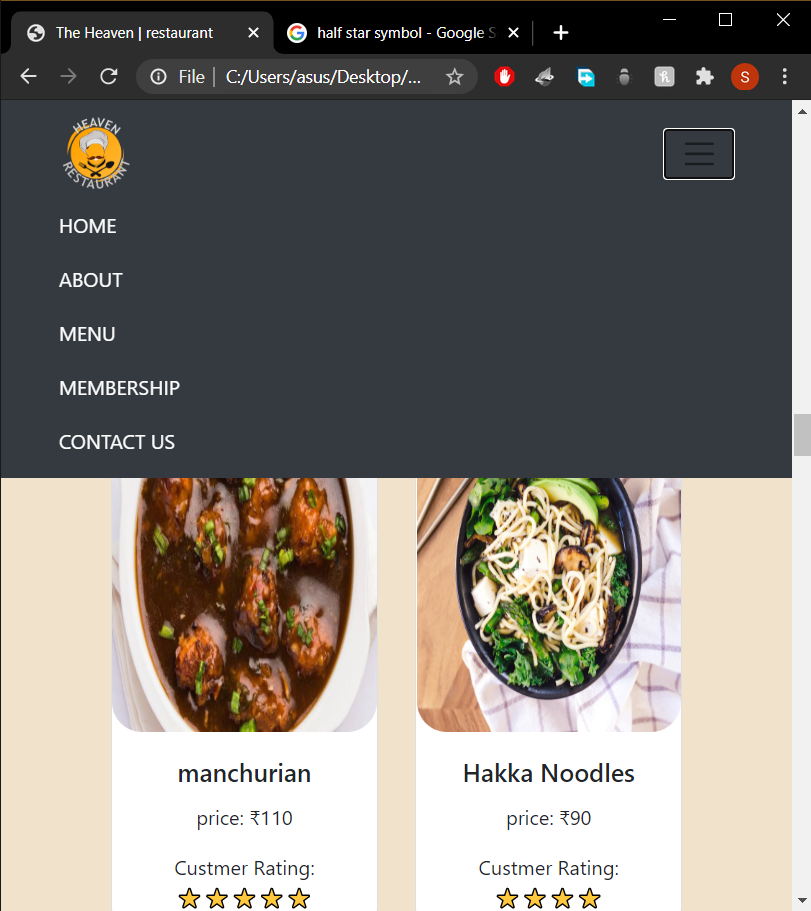 The Heaven | restaurant
half star symbol - Google S
File
C:/Users/asus/Desktop/...
S
HEAVEN
RESTAURANT
HOME
ABOUT
MENU
MEMBERSHIP
CONTACT US
manchurian
Hakka Noodles
price: ₹110
price: ₹90
Custmer Rating:
Custmer Rating: